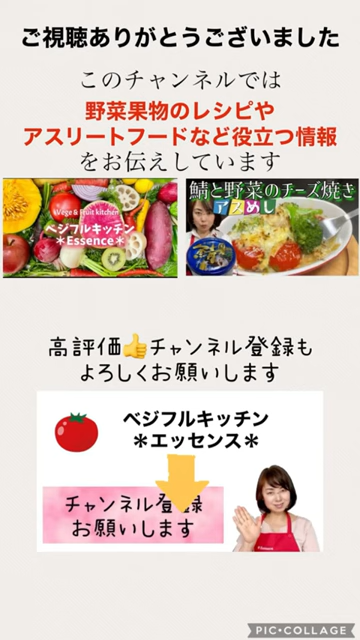 ご視聴ありがとうございました
このチャンネルでは
野菜果物のレシピや
アスリートフードなど役立つ情報
をお伝えしています
Vege & fruit kitchen
ベジフルキッチン
＊Essence＊
鯖と野菜のチーズ焼き
アスめし
高評価👍チャンネル登録も
よろしくお願いします
ベジフルキッチン
＊エッセンス＊
チャンネル登録
お願いします
PIC•COLLAGE